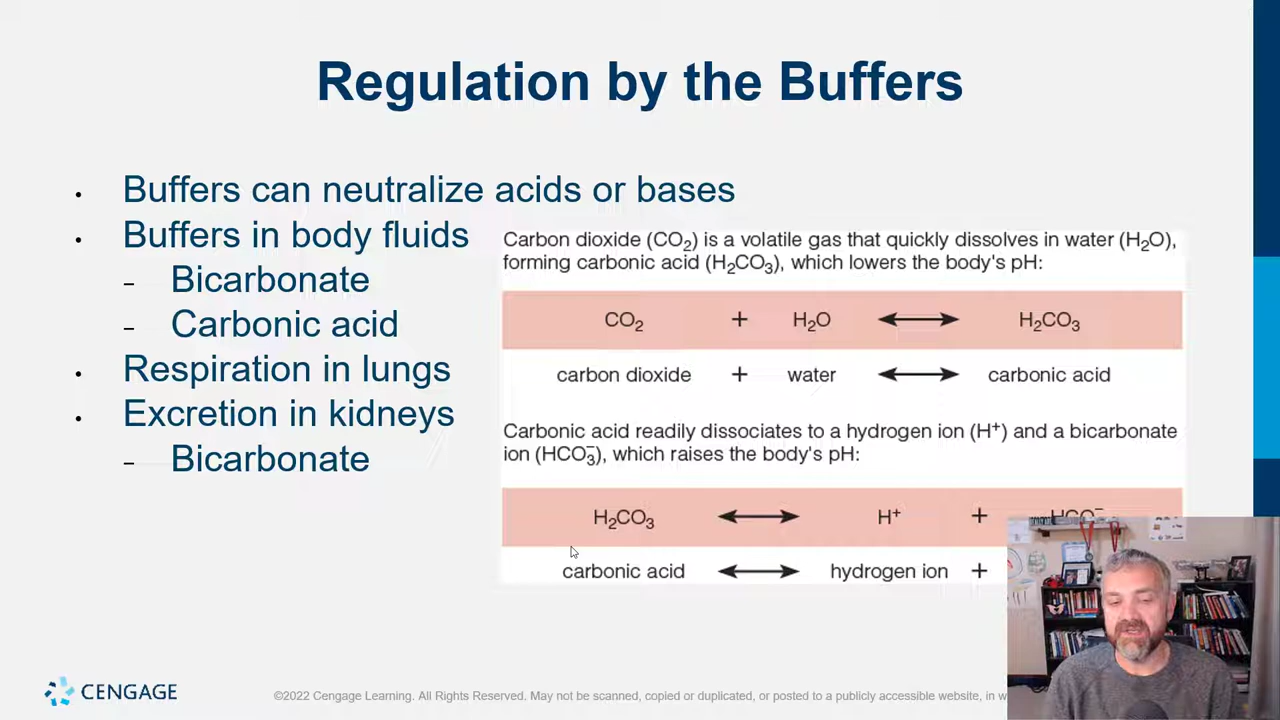 Regulation by the Buffers
• Buffers can neutralize acids or bases
• Buffers in body fluids
– Bicarbonate
– Carbonic acid
• Respiration in lungs
• Excretion in kidneys
– Bicarbonate
Carbon dioxide (CO₂) is a volatile gas that quickly dissolves in water (H₂O),
forming carbonic acid (H₂CO₃), which lowers the body's pH:
CO₂ + H₂O ⟷ H₂CO₃
carbon dioxide + water ⟷ carbonic acid
Carbonic acid readily dissociates to a hydrogen ion (H⁺) and a bicarbonate
ion (HCO₃⁻), which raises the body's pH:
H₂CO₃ ⟷ H⁺ + HCO⁻
carbonic acid ⟷ hydrogen ion +
CENGAGE
©2022 Cengage Learning. All Rights Reserved. May not be scanned, copied or duplicated, or posted to a publicly accessible website, in